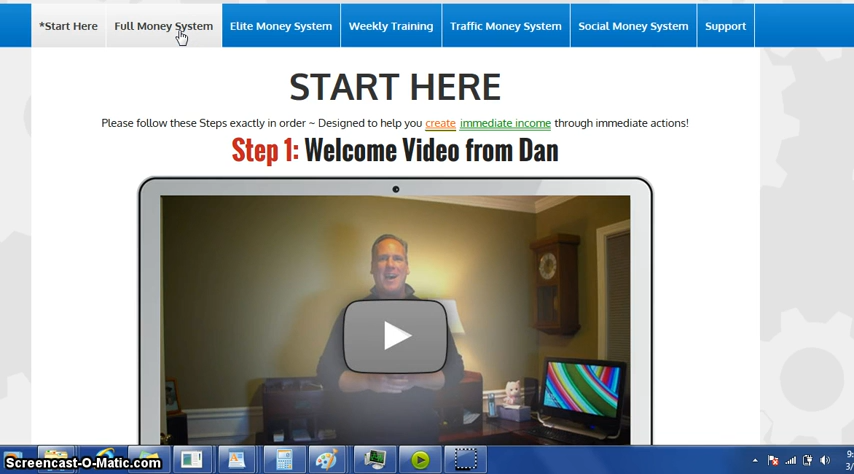 *Start Here Full Money System Elite Money System Weekly Training Traffic Money System Social Money System Support
START HERE
Please follow these Steps exactly in order ~ Designed to help you create immediate income through immediate actions!
Step 1: Welcome Video from Dan
Screencast-O-Matic.com